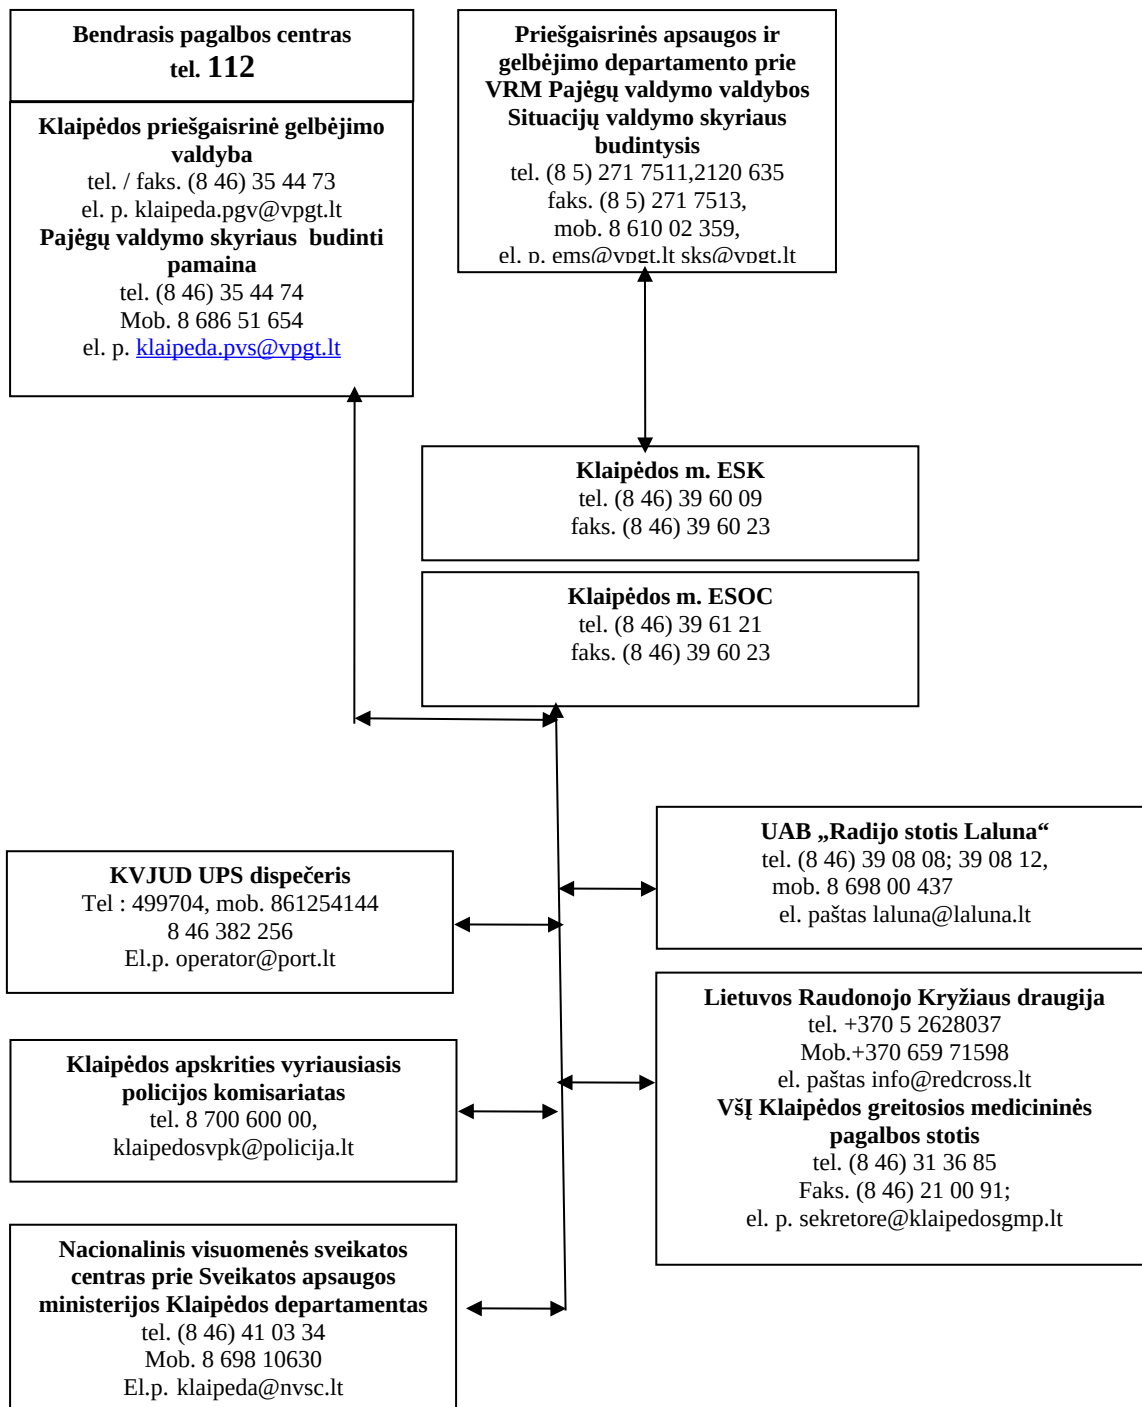 Bendrasis pagalbos centras
tel. 112
Klaipėdos priešgaisrinė gelbėjimo
valdyba
tel. / faks. (8 46) 35 44 73
el. p. klaipeda.pgv@vpgt.lt
Pajėgų valdymo skyriaus  budinti
pamaina
tel. (8 46) 35 44 74
Mob. 8 686 51 654
el. p. klaipeda.pvs@vpgt.lt
Priešgaisrinės apsaugos ir
gelbėjimo departamento prie
VRM Pajėgų valdymo valdybos
Situacijų valdymo skyriaus
budintysis
tel. (8 5) 271 7511,2120 635
faks. (8 5) 271 7513,
mob. 8 610 02 359,
el. p. ems@vpgt.lt sks@vpgt.lt
Klaipėdos m. ESK
tel. (8 46) 39 60 09
faks. (8 46) 39 60 23
Klaipėdos m. ESOC
tel. (8 46) 39 61 21
faks. (8 46) 39 60 23
KVJUD UPS dispečeris
Tel : 499704, mob. 861254144
8 46 382 256
El.p. operator@port.lt
UAB „Radijo stotis Laluna“
tel. (8 46) 39 08 08; 39 08 12,
mob. 8 698 00 437
el. paštas laluna@laluna.lt
Klaipėdos apskrities vyriausiasis
policijos komisariatas
tel. 8 700 600 00,
klaipedosvpk@policija.lt
Lietuvos Raudonojo Kryžiaus draugija
tel. +370 5 2628037
Mob.+370 659 71598
el. paštas info@redcross.lt
VšĮ Klaipėdos greitosios medicininės
pagalbos stotis
tel. (8 46) 31 36 85
Faks. (8 46) 21 00 91;
el. p. sekretore@klaipedosgmp.lt
Nacionalinis visuomenės sveikatos
centras prie Sveikatos apsaugos
ministerijos Klaipėdos departamentas
tel. (8 46) 41 03 34
Mob. 8 698 10630
El.p. klaipeda@nvsc.lt